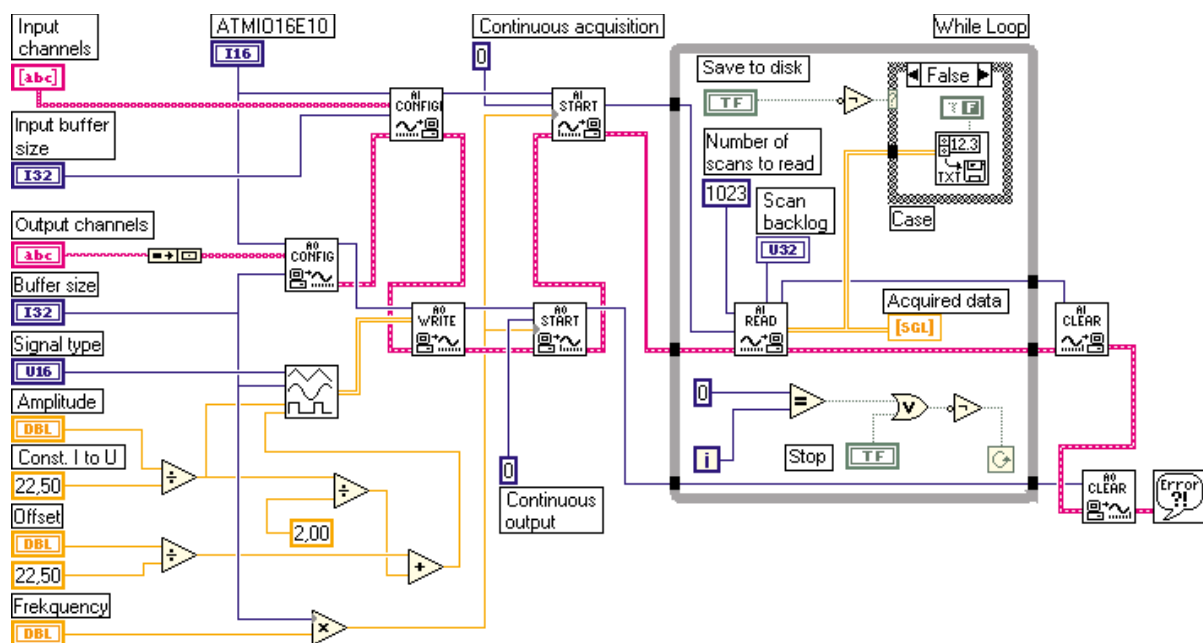 Input
channels
[abc]
Input buffer
size
I32
Output channels
abc
Buffer size
I32
Signal type
U16
Amplitude
DBL
Const. I to U
22,50
Offset
DBL
22,50
Frekquency
DBL
ATMIO16E10
I16
AI
CONFIG
AO
CONFIG
AO
WRITE
2,00
Continuous acquisition
0
AI
START
AO
START
0
Continuous
output
While Loop
Save to disk
TF
Number of
scans to read
1023
Scan
backlog
U32
False
?
F
12.3
TXT
Case
AI
READ
Acquired data
[SGL]
0
=
V
i
Stop
TF
AI
CLEAR
AO
CLEAR
Error
?!
÷
÷
÷
+
×